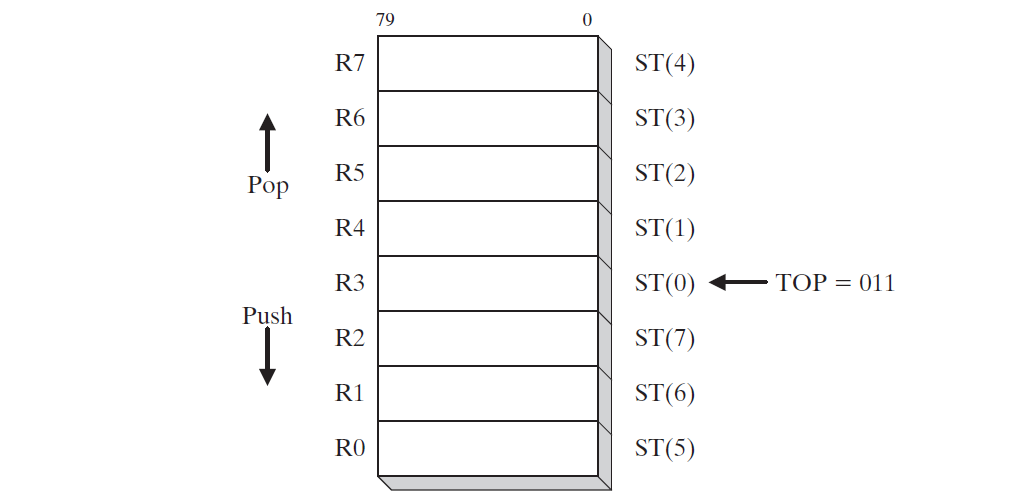 79 0
R7 ST(4)
R6 ST(3)
R5 ST(2)
Pop
R4 ST(1)
R3 ST(0) TOP = 011
Push
R2 ST(7)
R1 ST(6)
R0 ST(5)